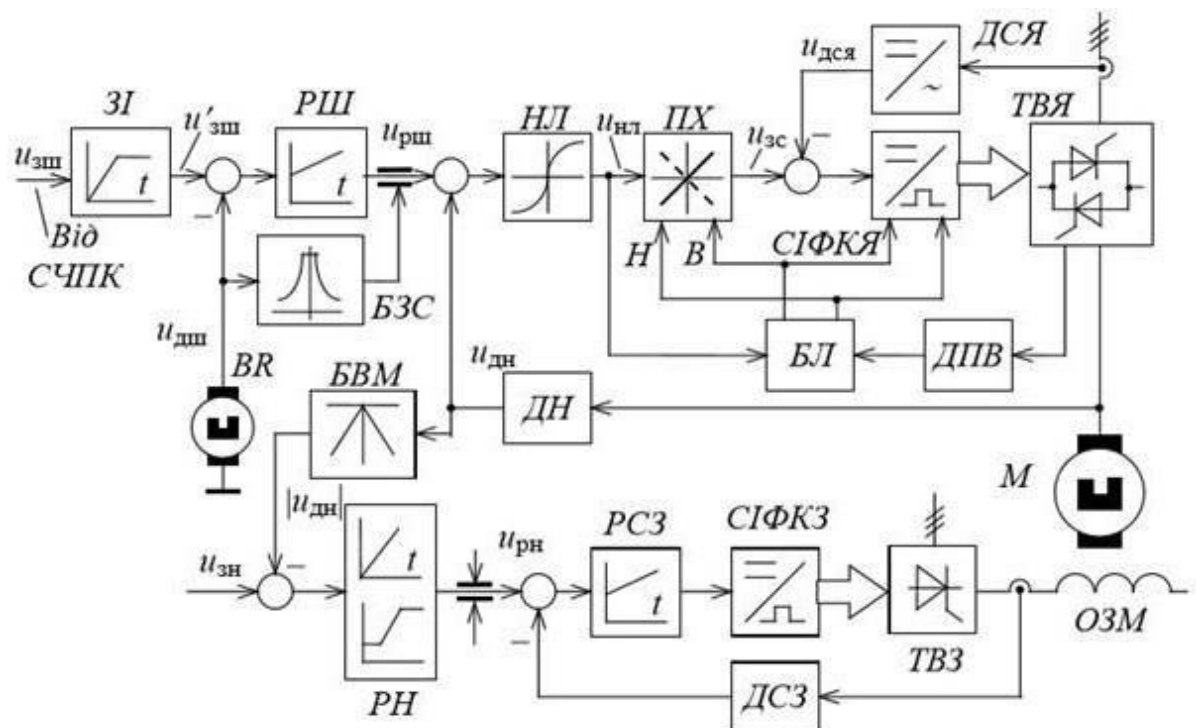 ЗІ
u′зш
РШ
uрш
НЛ
uнл
ПХ
uзс
uдся
ДСЯ
ТВЯ
~
uзш
t
t
Від
СЧПК
Н
В
СІФКЯ
БЗС
uдш
BR
БВМ
uдн
ДН
БЛ
ДПВ
М
|uдн|
uзн
t
РН
uрн
РСЗ
t
СІФКЗ
ТВЗ
ОЗМ
ДСЗ